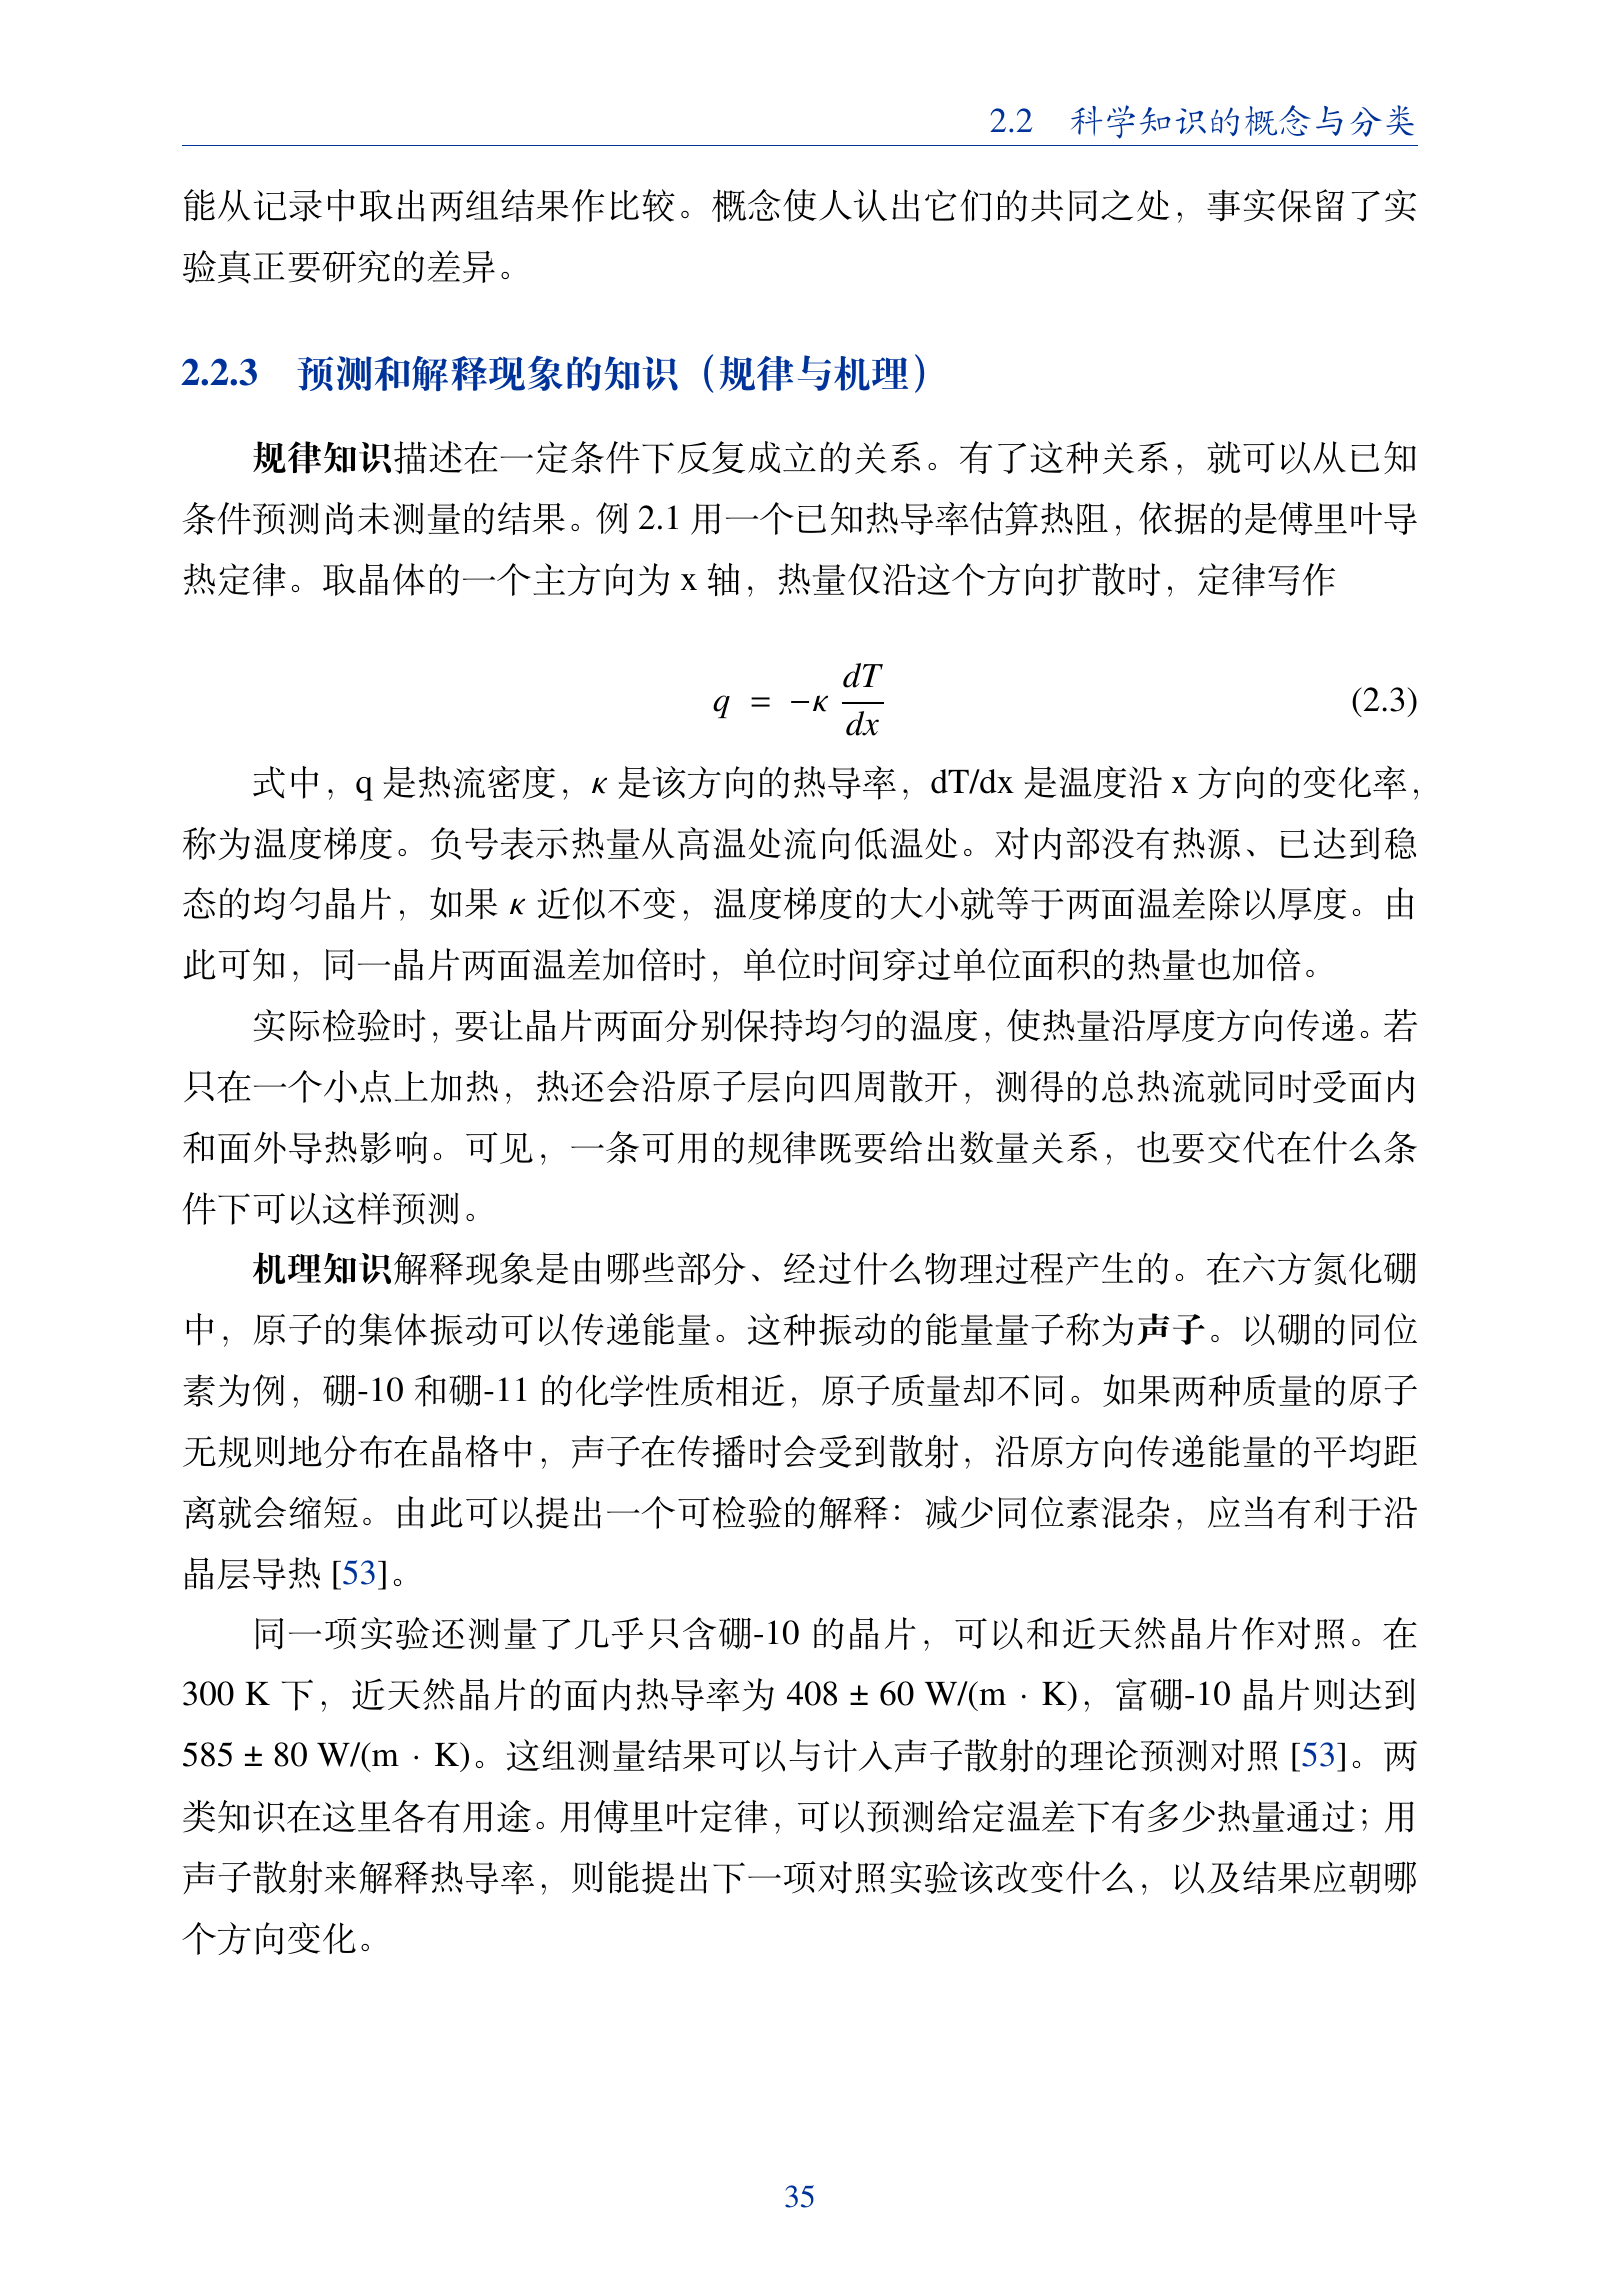 2.2 科学知识的概念与分类
能从记录中取出两组结果作比较。概念使人认出它们的共同之处，事实保留了实
验真正要研究的差异。
2.2.3 预测和解释现象的知识（规律与机理）
规律知识描述在一定条件下反复成立的关系。有了这种关系，就可以从已知
条件预测尚未测量的结果。例 2.1 用一个已知热导率估算热阻，依据的是傅里叶导
热定律。取晶体的一个主方向为 x 轴，热量仅沿这个方向扩散时，定律写作
q = −κ dT/dx (2.3)
式中，q 是热流密度，κ 是该方向的热导率，dT/dx 是温度沿 x 方向的变化率，
称为温度梯度。负号表示热量从高温处流向低温处。对内部没有热源、已达到稳
态的均匀晶片，如果 κ 近似不变，温度梯度的大小就等于两面温差除以厚度。由
此可知，同一晶片两面温差加倍时，单位时间穿过单位面积的热量也加倍。
实际检验时，要让晶片两面分别保持均匀的温度，使热量沿厚度方向传递。若
只在一个小点上加热，热还会沿原子层向四周散开，测得的总热流就同时受面内
和面外导热影响。可见，一条可用的规律既要给出数量关系，也要交代在什么条
件下可以这样预测。
机理知识解释现象是由哪些部分、经过什么物理过程产生的。在六方氮化硼
中，原子的集体振动可以传递能量。这种振动的能量量子称为声子。以硼的同位
素为例，硼-10 和硼-11 的化学性质相近，原子质量却不同。如果两种质量的原子
无规则地分布在晶格中，声子在传播时会受到散射，沿原方向传递能量的平均距
离就会缩短。由此可以提出一个可检验的解释：减少同位素混杂，应当有利于沿
晶层导热 [53]。
同一项实验还测量了几乎只含硼-10 的晶片，可以和近天然晶片作对照。在
300 K 下，近天然晶片的面内热导率为 408 ± 60 W/(m · K)，富硼-10 晶片则达到
585 ± 80 W/(m · K)。这组测量结果可以与计入声子散射的理论预测对照 [53]。两
类知识在这里各有用途。用傅里叶定律，可以预测给定温差下有多少热量通过；用
声子散射来解释热导率，则能提出下一项对照实验该改变什么，以及结果应朝哪
个方向变化。
35